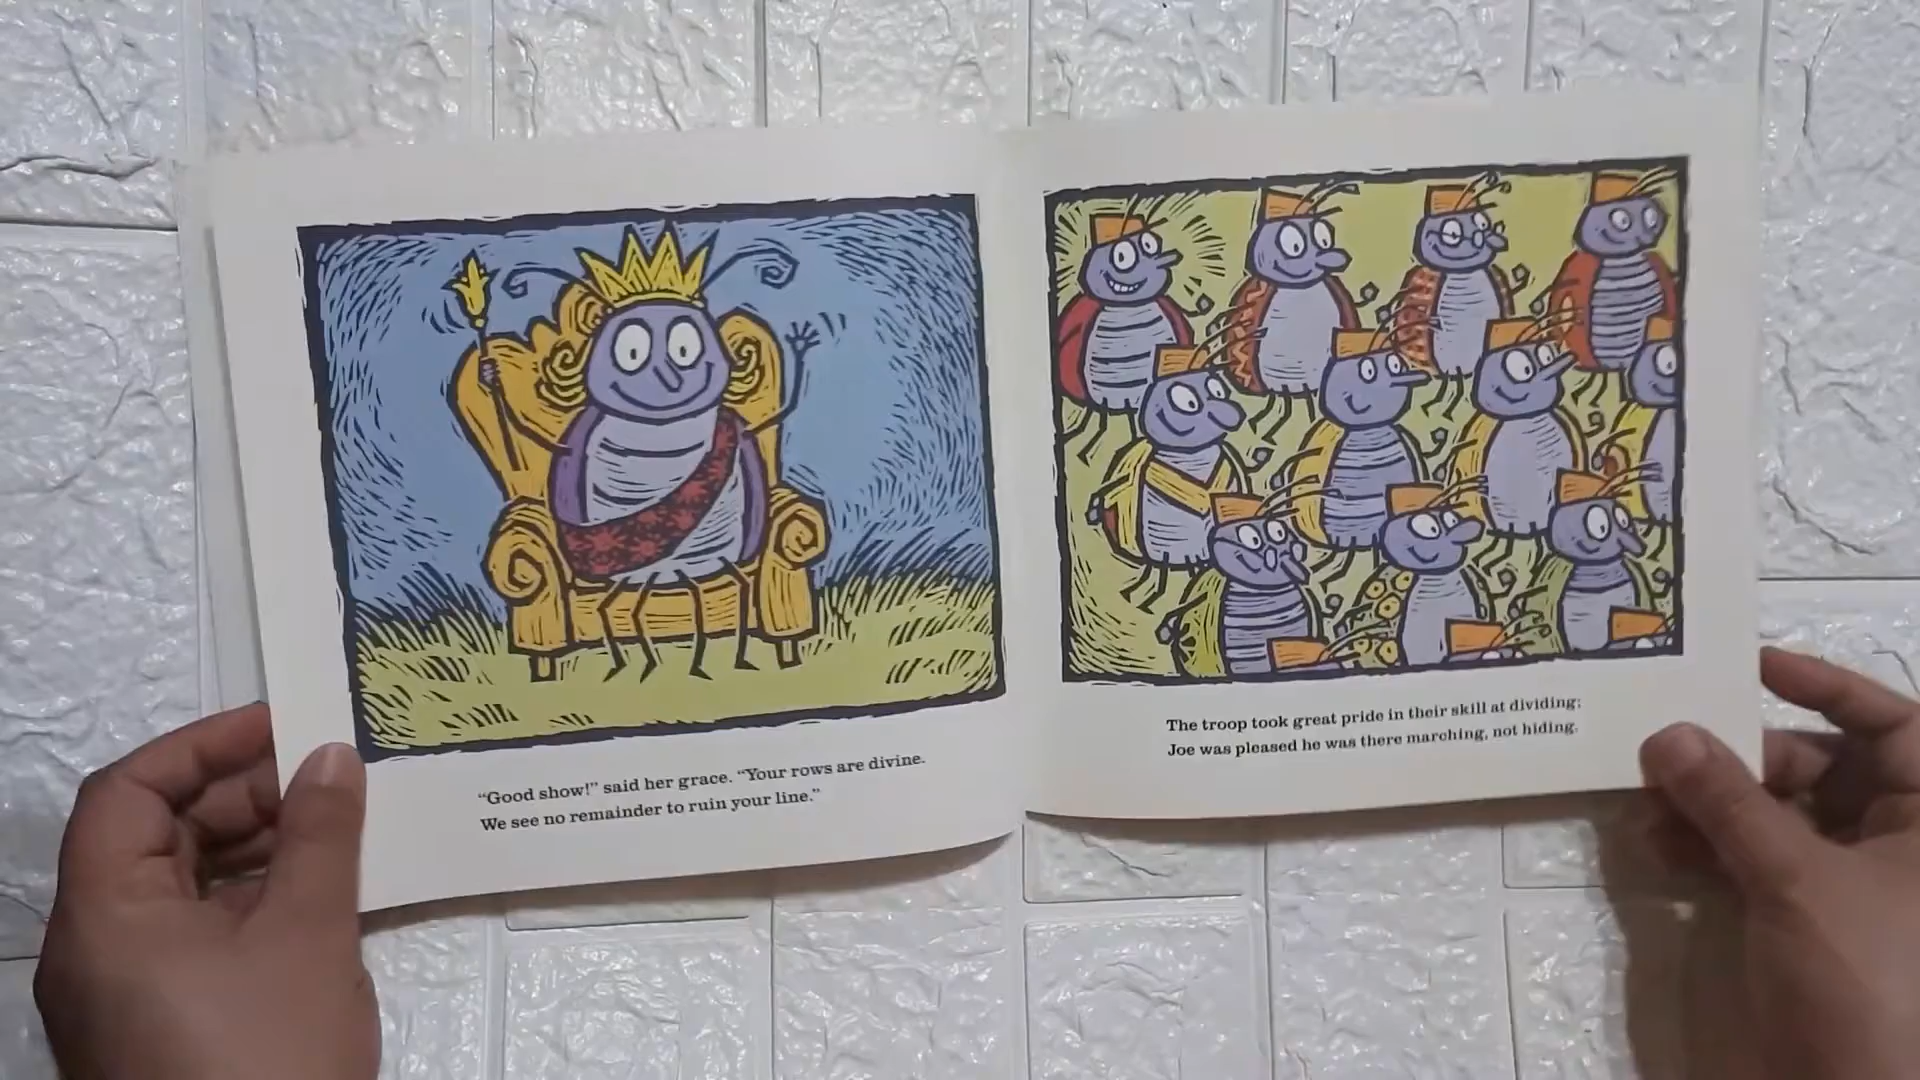 “Good show!” said her grace. “Your rows are divine.
We see no remainder to ruin your line.”
The troop took great pride in their skill at dividing;
Joe was pleased he was there marching, not hiding.